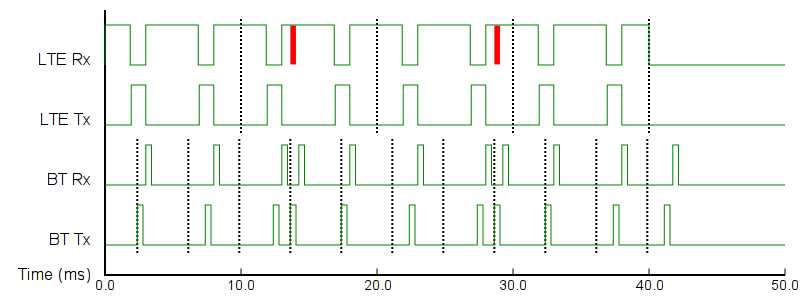 LTE Rx
LTE Tx
BT Rx
BT Tx
Time (ms)
0.0 10.0 20.0 30.0 40.0 50.0